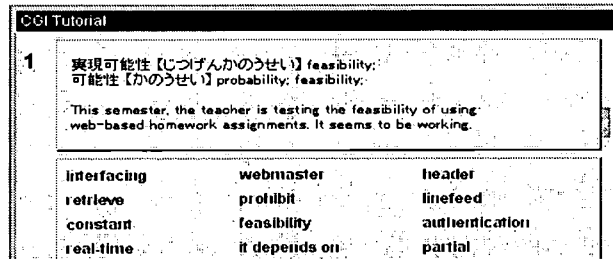 CGI Tutorial
1
実現可能性【じつげんかのうせい】feasibility;
可能性【かのうせい】probability; feasibility;
This semester, the teacher is testing the feasibility of using
web-based homework assignments. It seems to be working.
interfacing webmaster header
retrieve prohibit linefeed
constant feasibility authentication
real-time it depends on partial